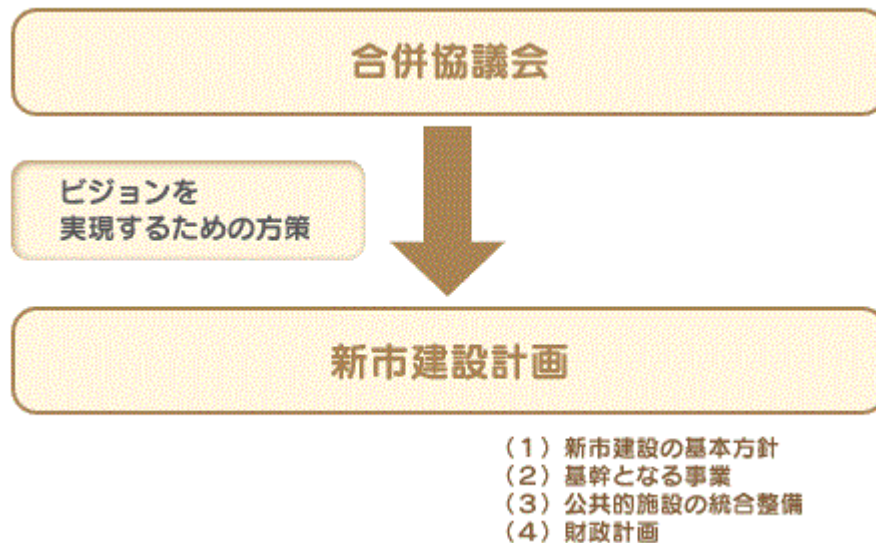 合併協議会
ビジョンを
実現するための方策
新市建設計画
（1）新市建設の基本方針
（2）基幹となる事業
（3）公共的施設の統合整備
（4）財政計画